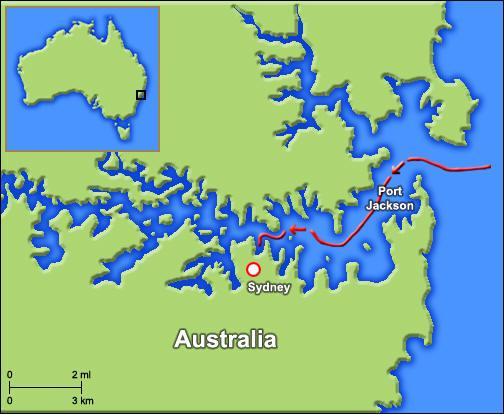 Port
Jackson
Sydney
Australia
0 2 ml
0 3 km